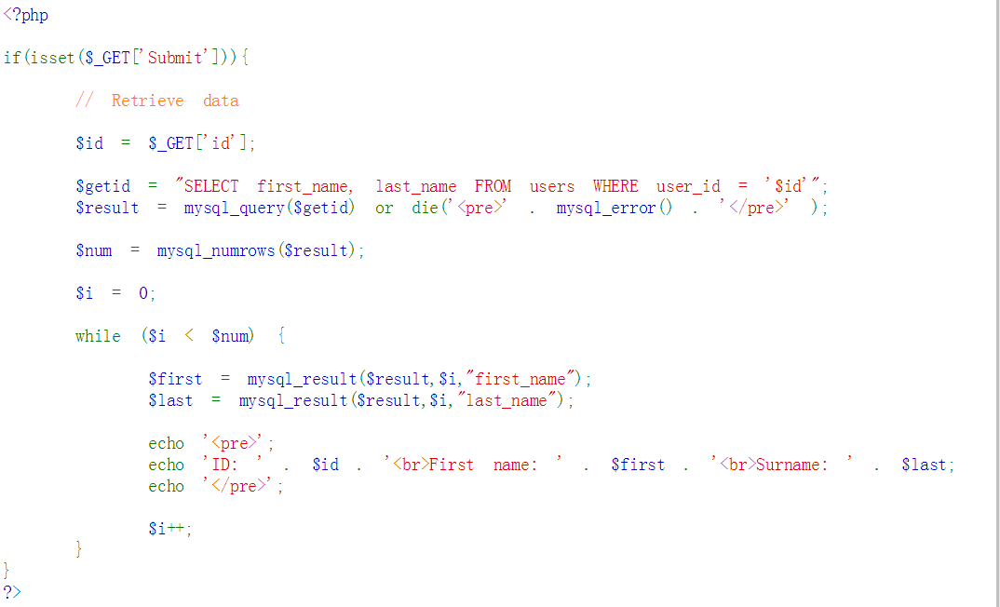 <?php
if(isset($_GET['Submit'])){
// Retrieve data
$id = $_GET['id'];
$getid = "SELECT first_name, last_name FROM users WHERE user_id = '$id'";
$result = mysql_query($getid) or die('<pre>' . mysql_error() . '</pre>' );
$num = mysql_numrows($result);
$i = 0;
while ($i < $num) {
$first = mysql_result($result,$i,"first_name");
$last = mysql_result($result,$i,"last_name");
echo '<pre>';
echo 'ID: ' . $id . '<br>First name: ' . $first . '<br>Surname: ' . $last;
echo '</pre>';
$i++;
}
}
?>